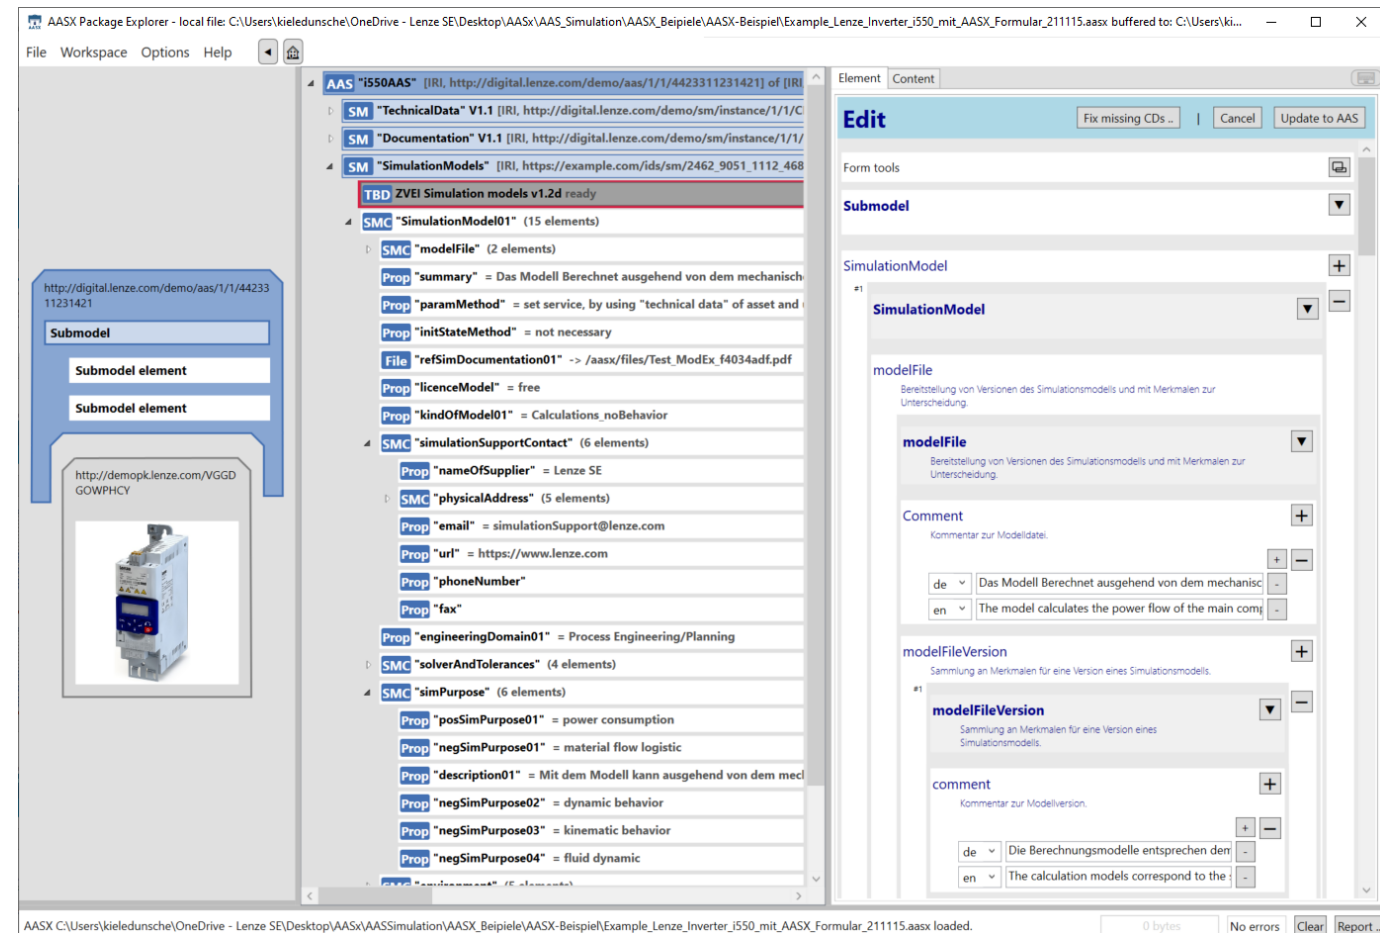 AASX Package Explorer - local file: C:\Users\kieledunsche\OneDrive - Lenze SE\Desktop\AASx\AAS_Simulation\AASX_Beipiele\AASX-Beispiel\Example_Lenze_Inverter_i550_mit_AASX_Formular_211115.aasx buffered to: C:\Users\ki...
File Workspace Options Help
http://digital.lenze.com/demo/aas/1/1/44233
11231421
Submodel
Submodel element
Submodel element
http://demopk.lenze.com/VGGD
GOWPHCY
AAS "i550AAS" [IRI, http://digital.lenze.com/demo/aas/1/1/4423311231421] of [IRI
SM "TechnicalData" V1.1 [IRI, http://digital.lenze.com/demo/sm/instance/1/1/C
SM "Documentation" V1.1 [IRI, http://digital.lenze.com/demo/sm/instance/1/1/
SM "SimulationModels" [IRI, https://example.com/ids/sm/2462_9051_1112_468
TBD ZVEI Simulation models v1.2d ready
SMC "SimulationModel01" (15 elements)
SMC "modelFile" (2 elements)
Prop "summary" = Das Modell Berechnet ausgehend von dem mechanisch
Prop "paramMethod" = set service, by using "technical data" of asset and
Prop "initStateMethod" = not necessary
File "refSimDocumentation01" -> /aasx/files/Test_ModEx_f4034adf.pdf
Prop "licenceModel" = free
Prop "kindOfModel01" = Calculations_noBehavior
SMC "simulationSupportContact" (6 elements)
Prop "nameOfSupplier" = Lenze SE
SMC "physicalAddress" (5 elements)
Prop "email" = simulationSupport@lenze.com
Prop "url" = https://www.lenze.com
Prop "phoneNumber"
Prop "fax"
Prop "engineeringDomain01" = Process Engineering/Planning
SMC "solverAndTolerances" (4 elements)
SMC "simPurpose" (6 elements)
Prop "posSimPurpose01" = power consumption
Prop "negSimPurpose01" = material flow logistic
Prop "description01" = Mit dem Modell kann ausgehend von dem mecl
Prop "negSimPurpose02" = dynamic behavior
Prop "negSimPurpose03" = kinematic behavior
Prop "negSimPurpose04" = fluid dynamic
SMC "environment" (5 elements)
Element Content
Edit Fix missing CDs .. | Cancel Update to AAS
Form tools
Submodel
SimulationModel +
#1
SimulationModel −
modelFile
Bereitstellung von Versionen des Simulationsmodells und mit Merkmalen zur
Unterscheidung.
modelFile
Bereitstellung von Versionen des Simulationsmodells und mit Merkmalen zur
Unterscheidung.
Comment +
Kommentar zur Modelldatei.
+ −
de Das Modell Berechnet ausgehend von dem mechanisc -
en The model calculates the power flow of the main comp -
modelFileVersion +
Sammlung an Merkmalen für eine Version eines Simulationsmodells.
#1
modelFileVersion −
Sammlung an Merkmalen für eine Version eines
Simulationsmodells.
comment +
Kommentar zur Modellversion.
+ −
de Die Berechnungsmodelle entsprechen dem -
en The calculation models correspond to the s -
AASX C:\Users\kieledunsche\OneDrive - Lenze SE\Desktop\AASx\AASSimulation\AASX_Beipiele\AASX-Beispiel\Example_Lenze_Inverter_i550_mit_AASX_Formular_211115.aasx loaded.
0 bytes No errors Clear Report ..